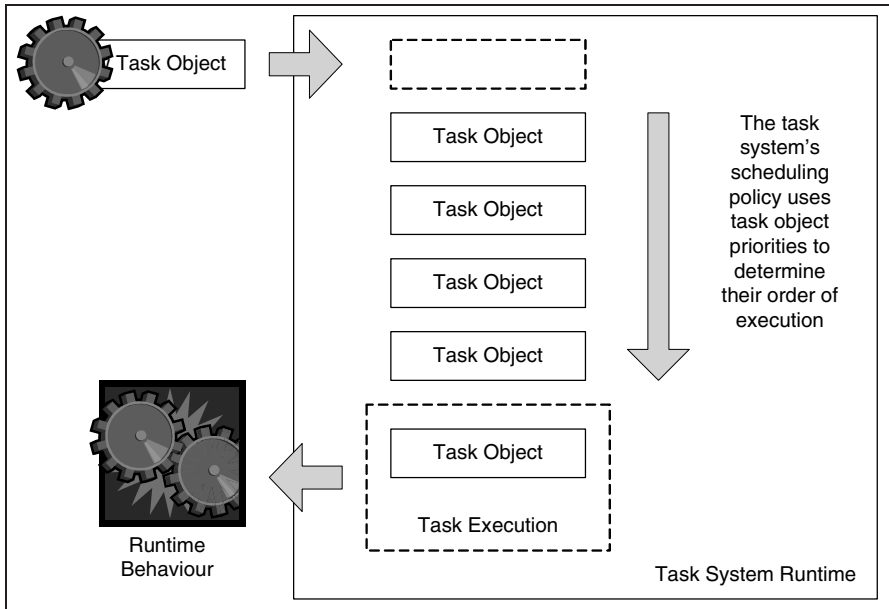 Task Object
Task Object
Task Object
Task Object
Task Object
The task
system's
scheduling
policy uses
task object
priorities to
determine
their order of
execution
Task Object
Task Execution
Runtime
Behaviour
Task System Runtime